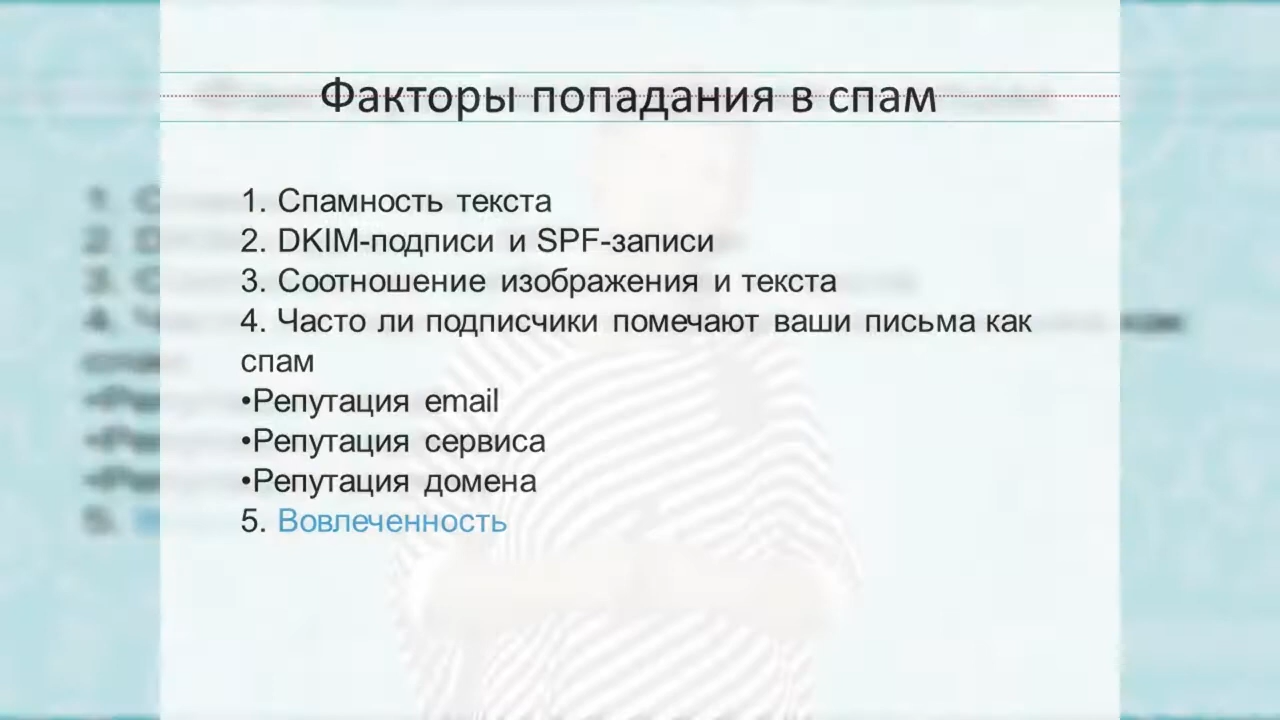 Факторы попадания в спам
1. Спамность текста
2. DKIM-подписи и SPF-записи
3. Соотношение изображения и текста
4. Часто ли подписчики помечают ваши письма как
спам
•Репутация email
•Репутация сервиса
•Репутация домена
5. Вовлеченность